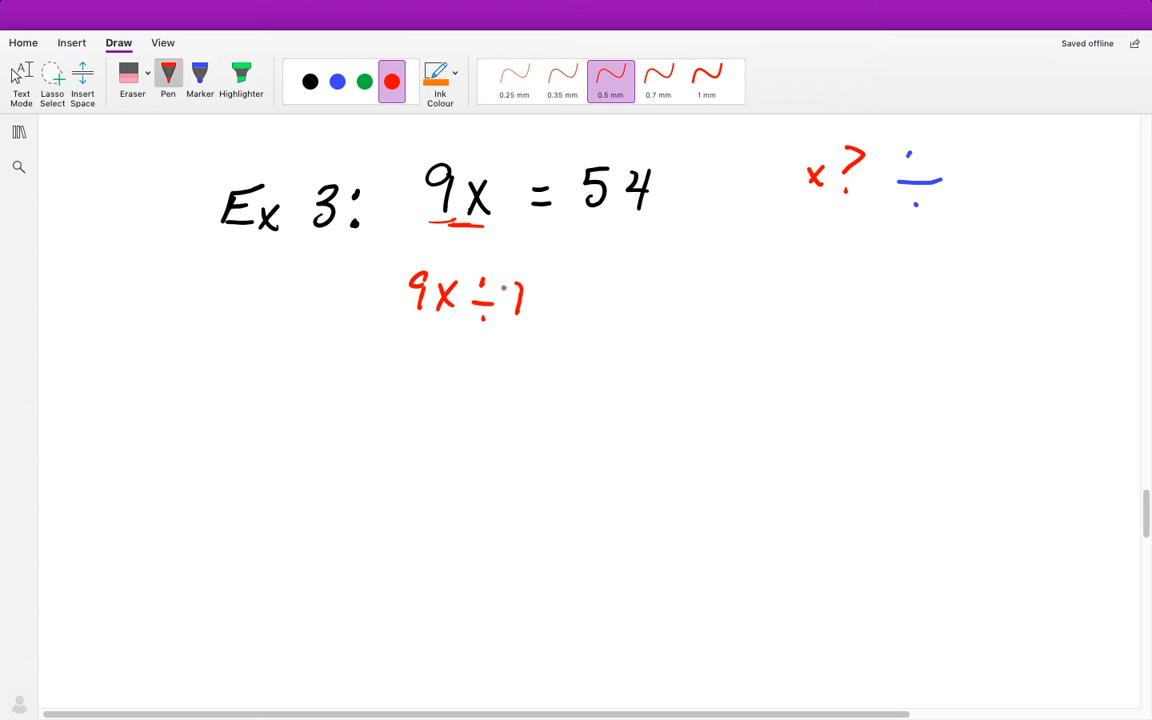 Home Insert Draw View
Saved offline
Text Mode
Lasso Select
Insert Space
Eraser
Pen
Marker
Highlighter
Ink Colour
0.25 mm 0.35 mm 0.5 mm 0.7 mm 1 mm
Ex 3: 9x = 54 x? ÷
9x ÷